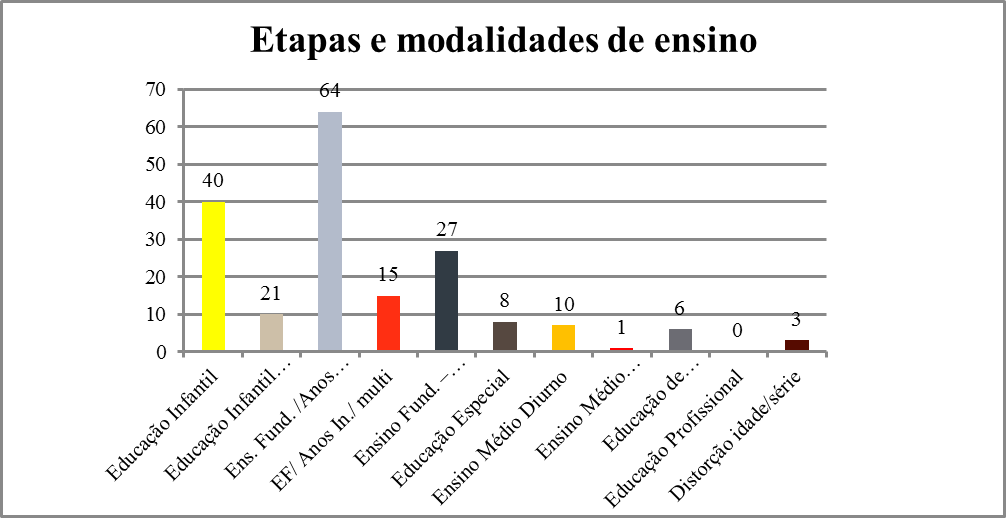 Etapas e modalidades de ensino
70
60
50
40
30
20
10
0
40
21
64
15
27
8
10
1
6
0
3
Educação Infantil
Educação Infantil…
Ens. Fund. /Anos…
EF/ Anos In./ multi
Ensino Fund. –…
Educação Especial
Ensino Médio Diurno
Ensino Médio…
Educação de…
Educação Profissional
Distorção idade/série